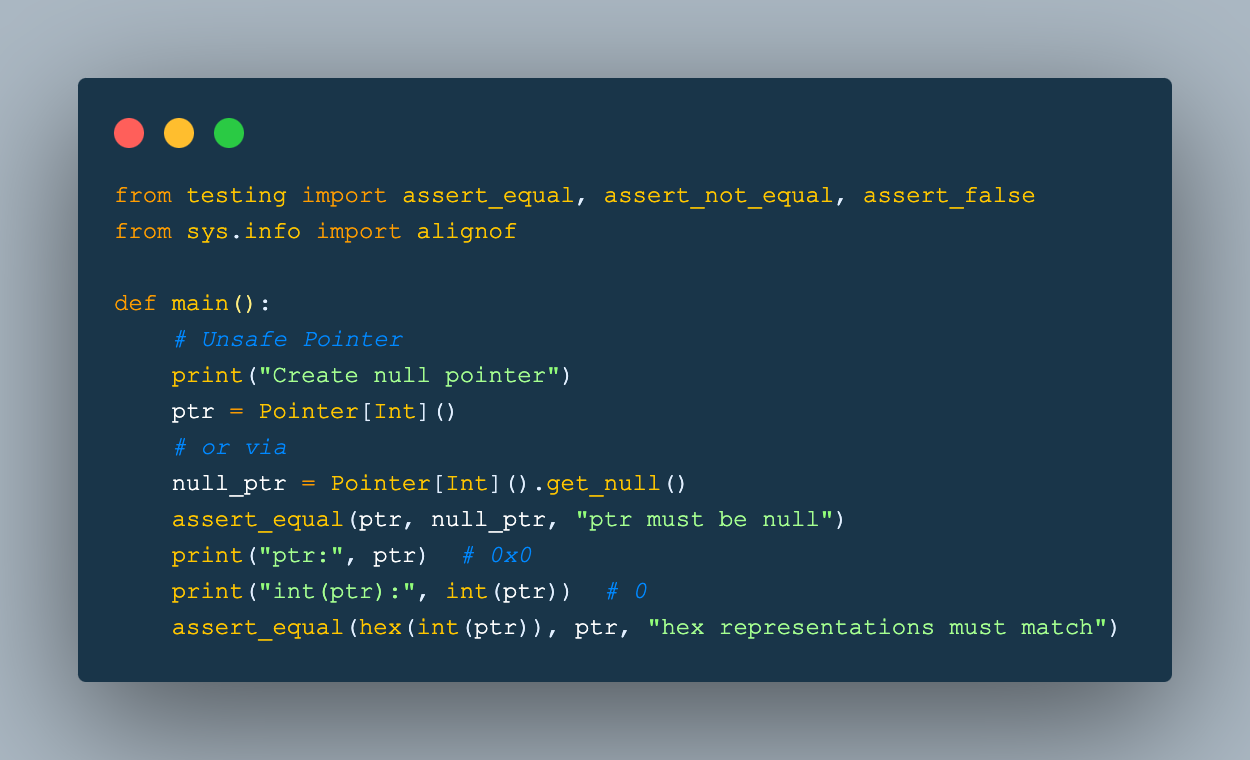 from testing import assert_equal, assert_not_equal, assert_false
from sys.info import alignof

def main():
    # Unsafe Pointer
    print("Create null pointer")
    ptr = Pointer[Int]()
    # or via
    null_ptr = Pointer[Int]().get_null()
    assert_equal(ptr, null_ptr, "ptr must be null")
    print("ptr:", ptr)  # 0x0
    print("int(ptr):", int(ptr))  # 0
    assert_equal(hex(int(ptr)), ptr, "hex representations must match")